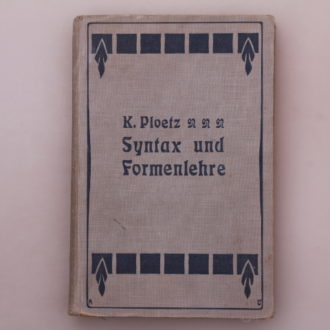 K. Ploetz
Syntax und
Formenlehre